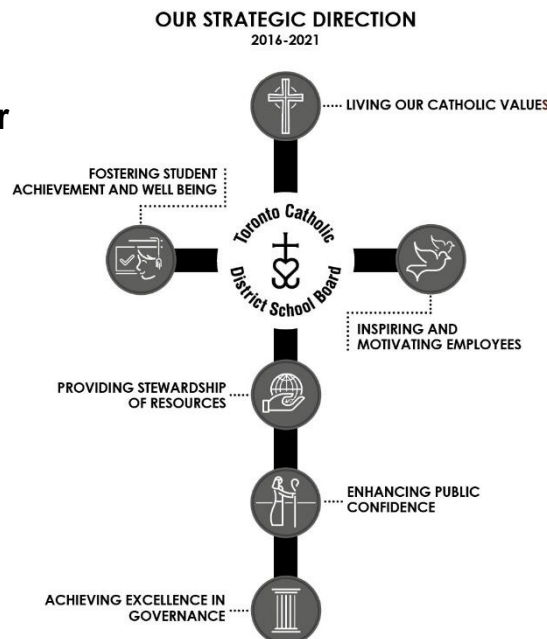 OUR STRATEGIC DIRECTION
2016-2021
r
LIVING OUR CATHOLIC VALUES
FOSTERING STUDENT
ACHIEVEMENT AND WELL BEING
Toronto Catholic
District School Board
INSPIRING AND
MOTIVATING EMPLOYEES
PROVIDING STEWARDSHIP
OF RESOURCES
ENHANCING PUBLIC
CONFIDENCE
ACHIEVING EXCELLENCE IN
GOVERNANCE